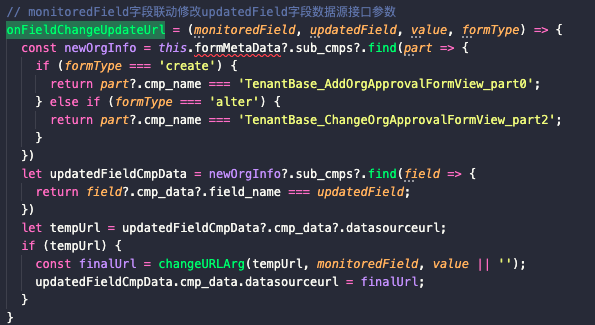 // monitoredField字段联动修改updatedField字段数据源接口参数
onFieldChangeUpdateUrl = (monitoredField, updatedField, value, formType) => {
  const newOrgInfo = this.formMetaData?.sub_cmps?.find(part => {
    if (formType === 'create') {
      return part?.cmp_name === 'TenantBase_AddOrgApprovalFormView_part0';
    } else if (formType === 'alter') {
      return part?.cmp_name === 'TenantBase_ChangeOrgApprovalFormView_part2';
    }
  })
  let updatedFieldCmpData = newOrgInfo?.sub_cmps?.find(field => {
    return field?.cmp_data?.field_name === updatedField;
  })
  let tempUrl = updatedFieldCmpData?.cmp_data?.datasourceurl;
  if (tempUrl) {
    const finalUrl = changeURLArg(tempUrl, monitoredField, value || '');
    updatedFieldCmpData.cmp_data.datasourceurl = finalUrl;
  }
}